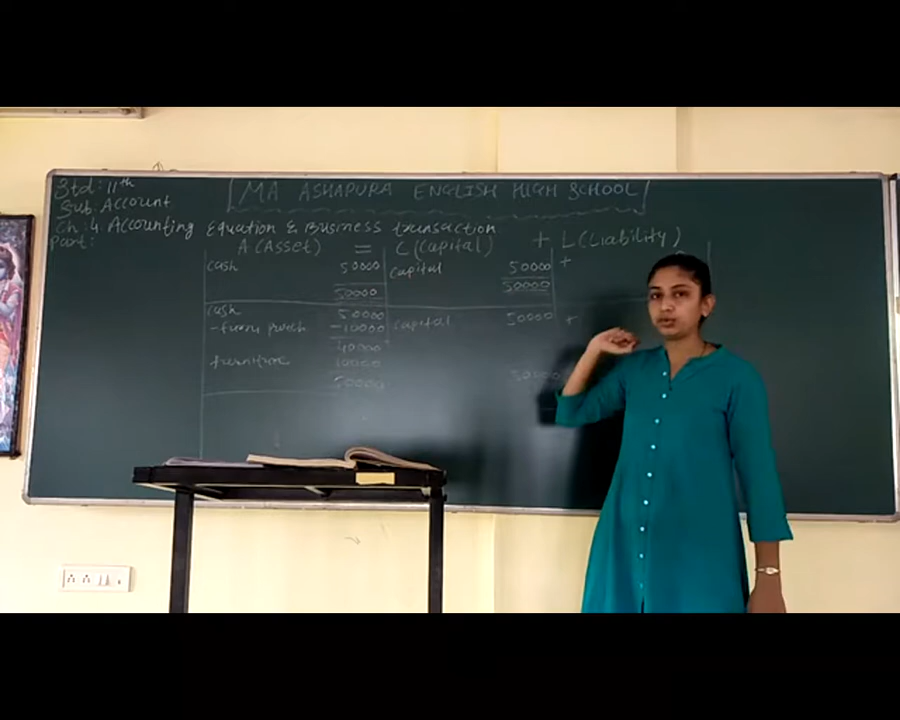 Std: 11th
MA ASHAPURA ENGLISH HIGH SCHOOL
Sub: Account
Ch: 4. Accounting Equation & Business transaction
Part:
A (Asset) = C (Capital) + L (Liability)
cash 50000 capital 50000 +
50000 50000
cash 50000 capital 50000 +
- furni purch - 10000
40000
furniture 10000
50000 50000